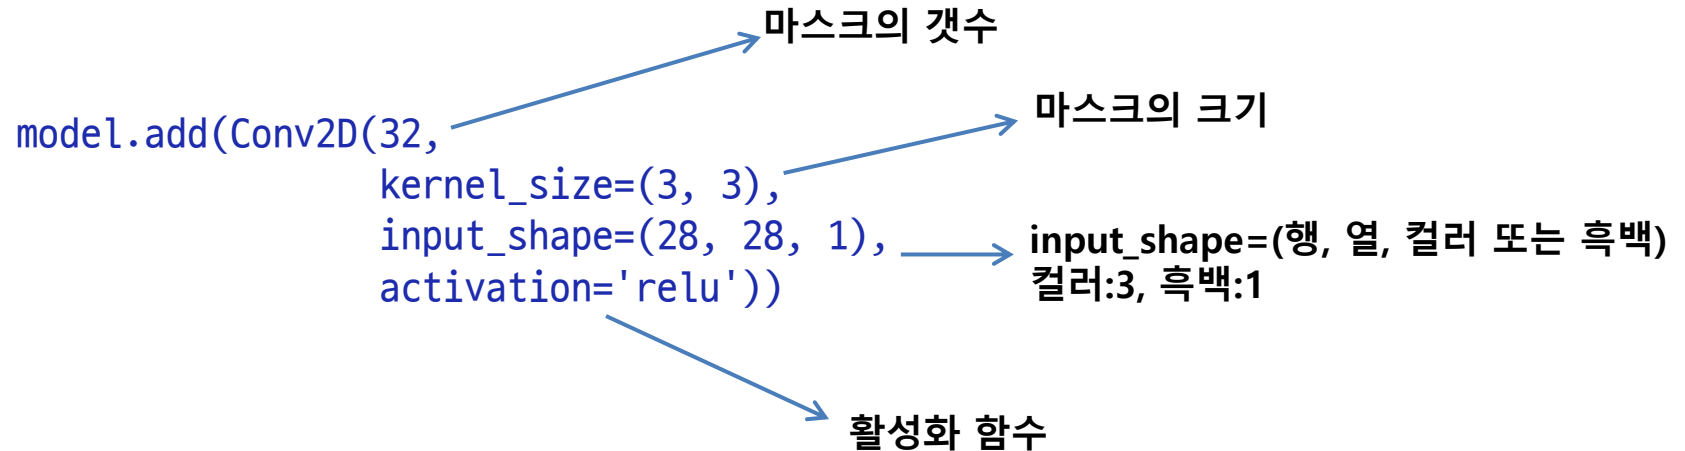 마스크의 갯수
마스크의 크기
model.add(Conv2D(32,
kernel_size=(3, 3),
input_shape=(28, 28, 1),
activation='relu'))
input_shape=(행, 열, 컬러 또는 흑백)
컬러:3, 흑백:1
활성화 함수